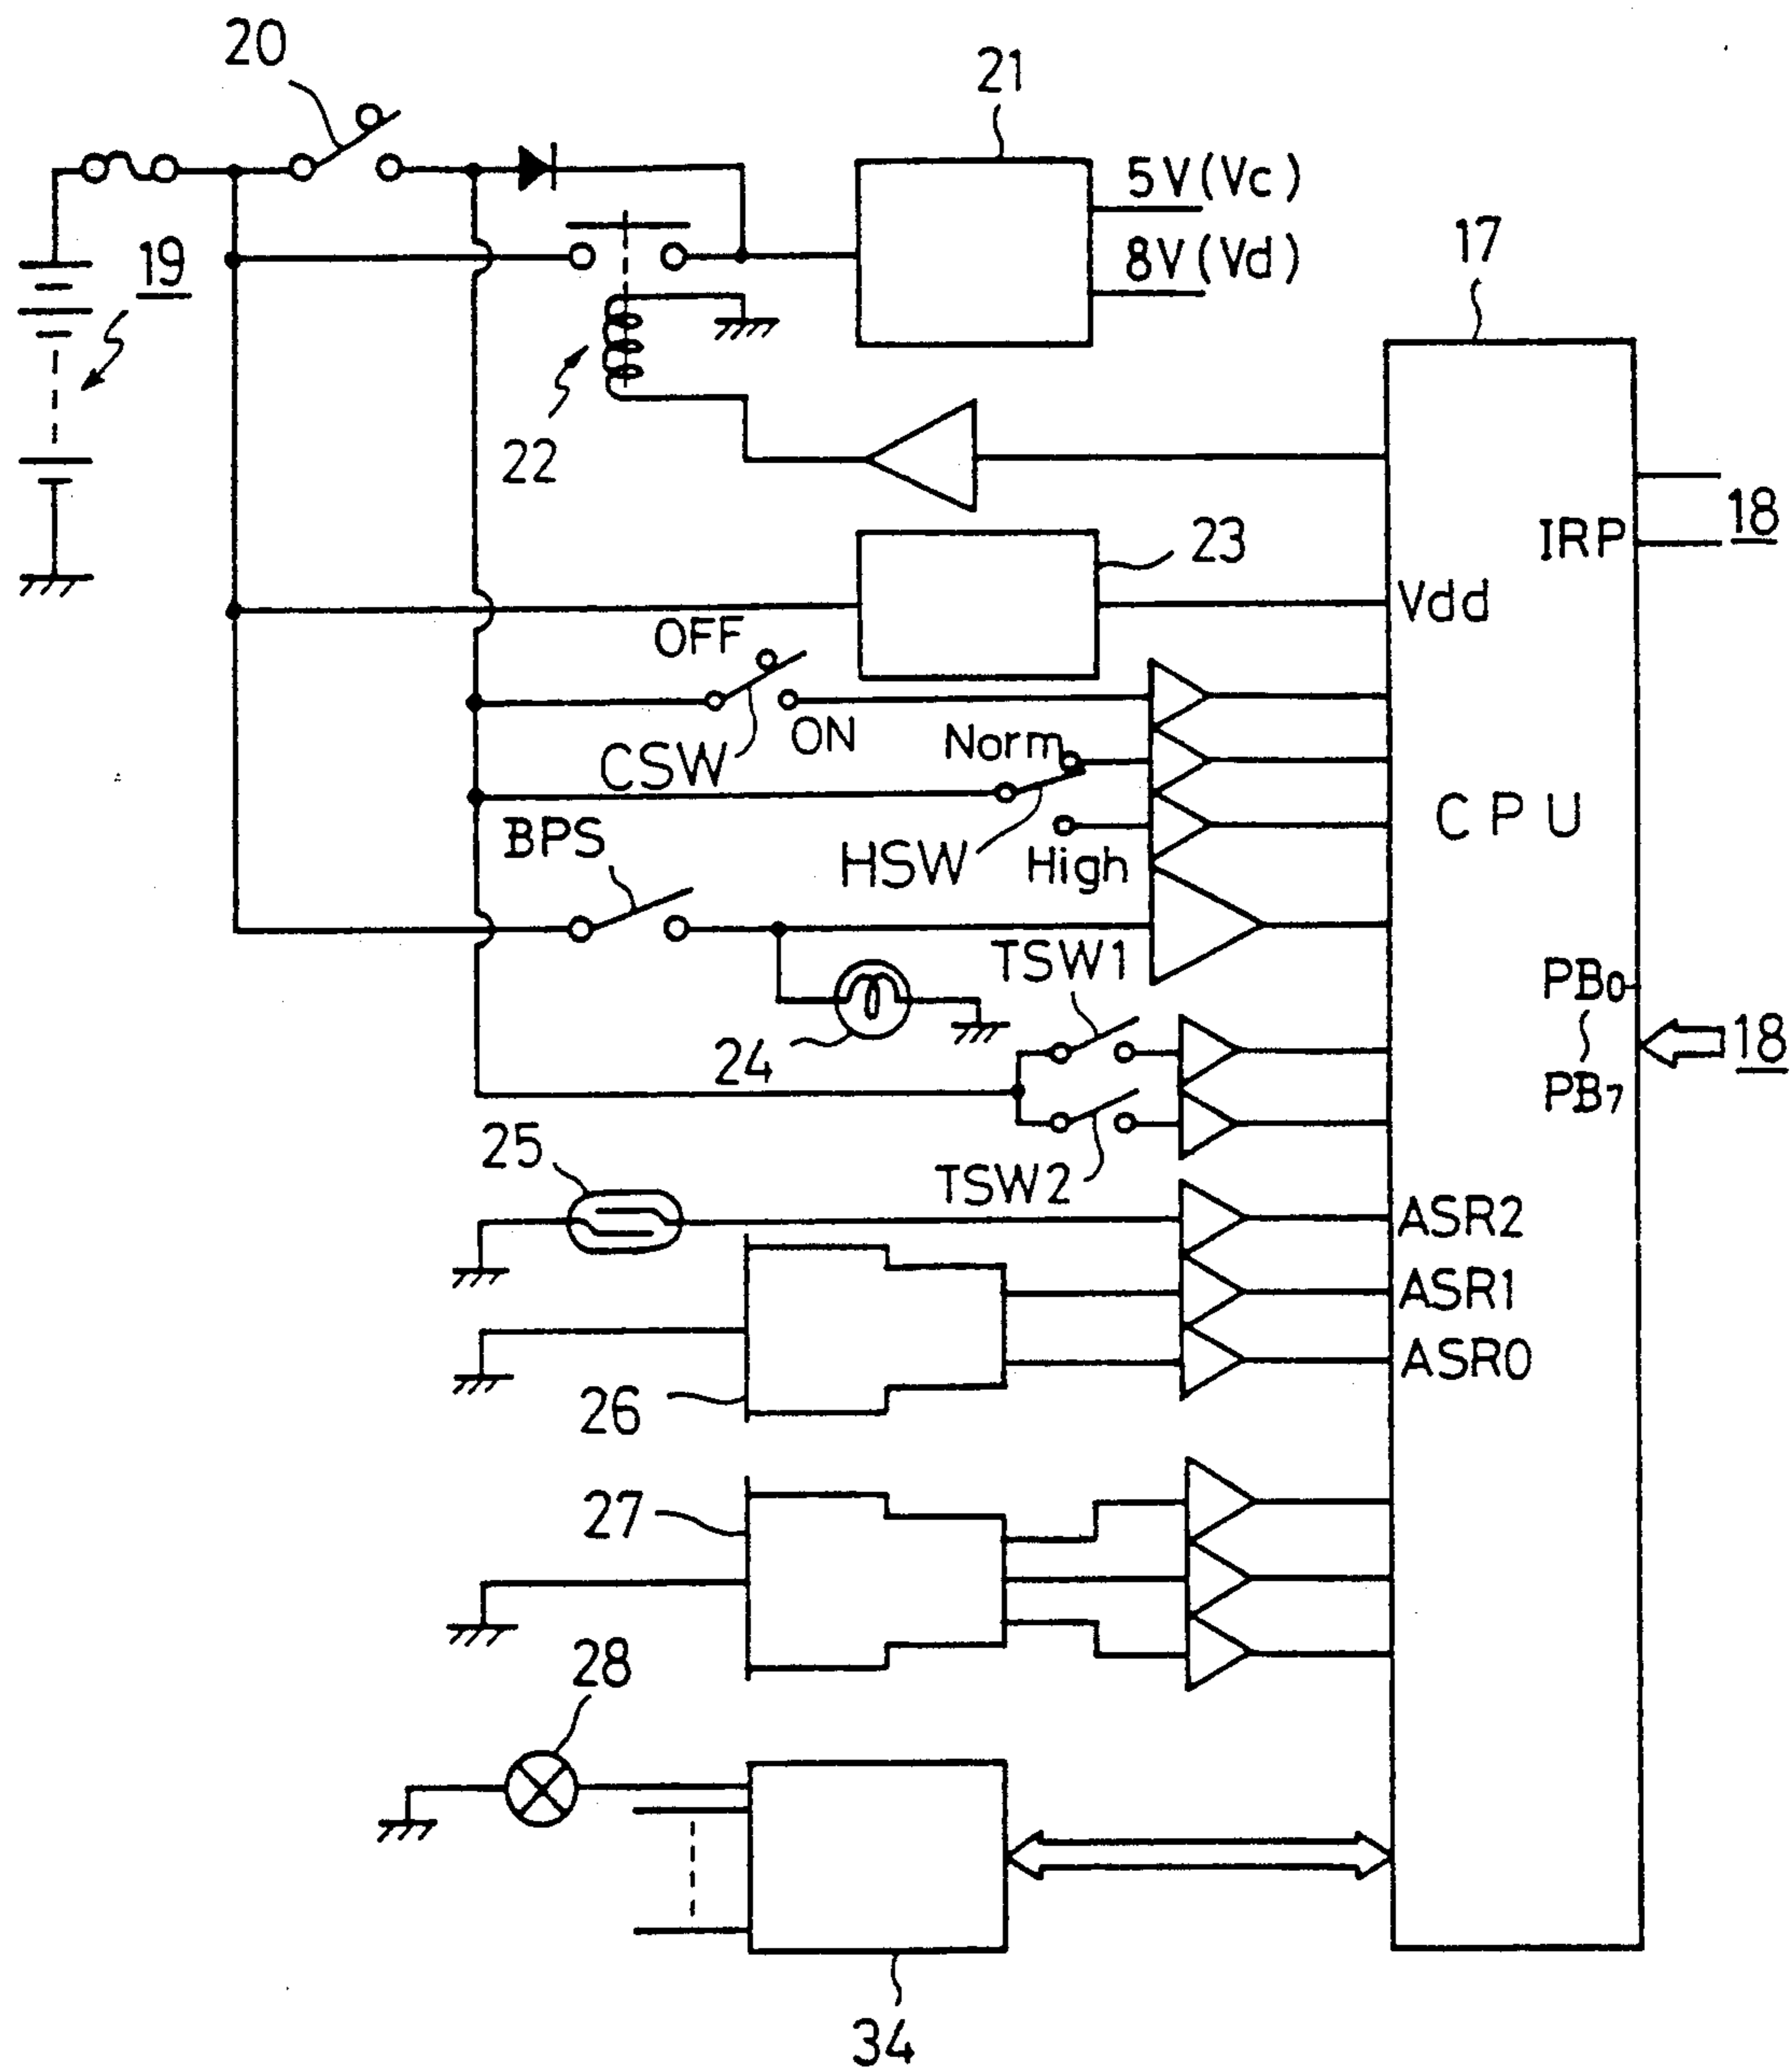 20
21
5V(Vc)
8V(Vd)
19
17
22
18
IRP
23
Vdd
OFF
ON
CSW
Norm
CPU
BPS
HSW
High
TSW1
PB0
24
18
PB7
25
TSW2
ASR2
ASR1
ASR0
26
27
28
34